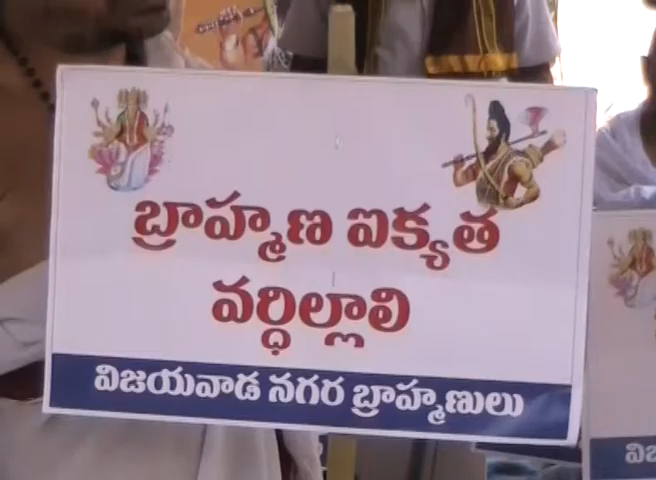 బ్రాహ్మణ ఐక్యత
వర్ధిల్లాలి
విజయవాడ నగర బ్రాహ్మణులు